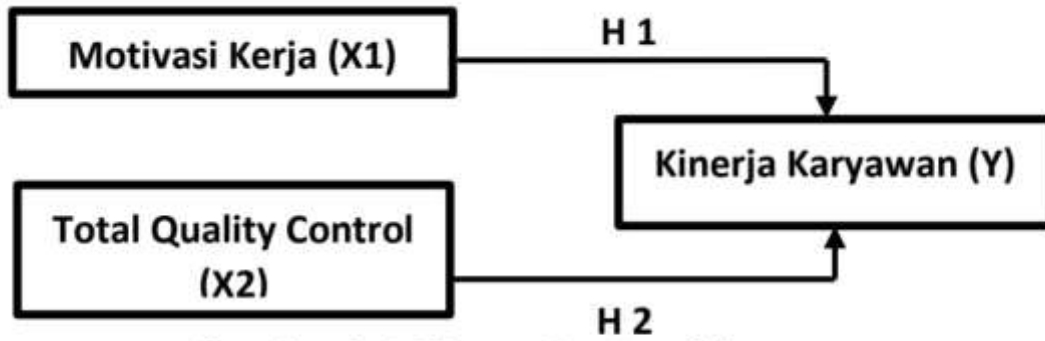 Motivasi Kerja (X1)
H 1
Kinerja Karyawan (Y)
Total Quality Control
(X2)
H 2